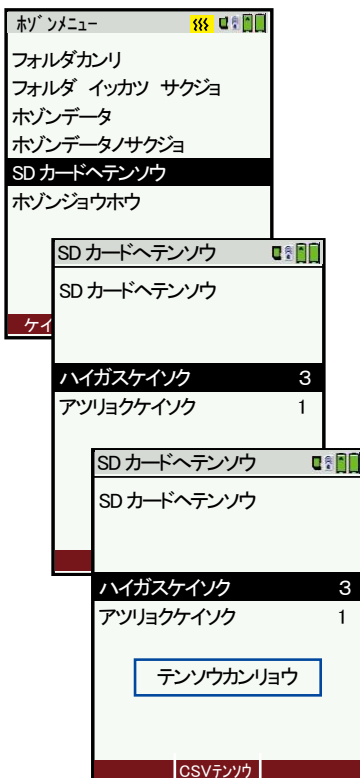 ホゾンメニュー
フォルダカンリ
フォルダ イッカツ サクジョ
ホゾンデータ
ホゾンデータノサクジョ
SDカードヘテンソウ
ホゾンジョウホウ
ケイ
SDカードヘテンソウ
SDカードヘテンソウ
ハイガスケイソク 3
アツリョクケイソク 1
SDカードヘテンソウ
SDカードヘテンソウ
ハイガスケイソク 3
アツリョクケイソク 1
テンソウカンリョウ
CSVテンソウ